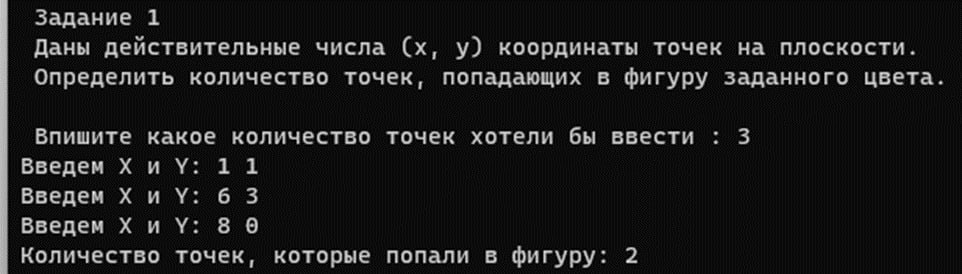 Задание 1
Даны действительные числа (x, y) координаты точек на плоскости.
Определить количество точек, попадающих в фигуру заданного цвета.
Впишите какое количество точек хотели бы ввести : 3
Введем X и Y: 1 1
Введем X и Y: 6 3
Введем X и Y: 8 0
Количество точек, которые попали в фигуру: 2